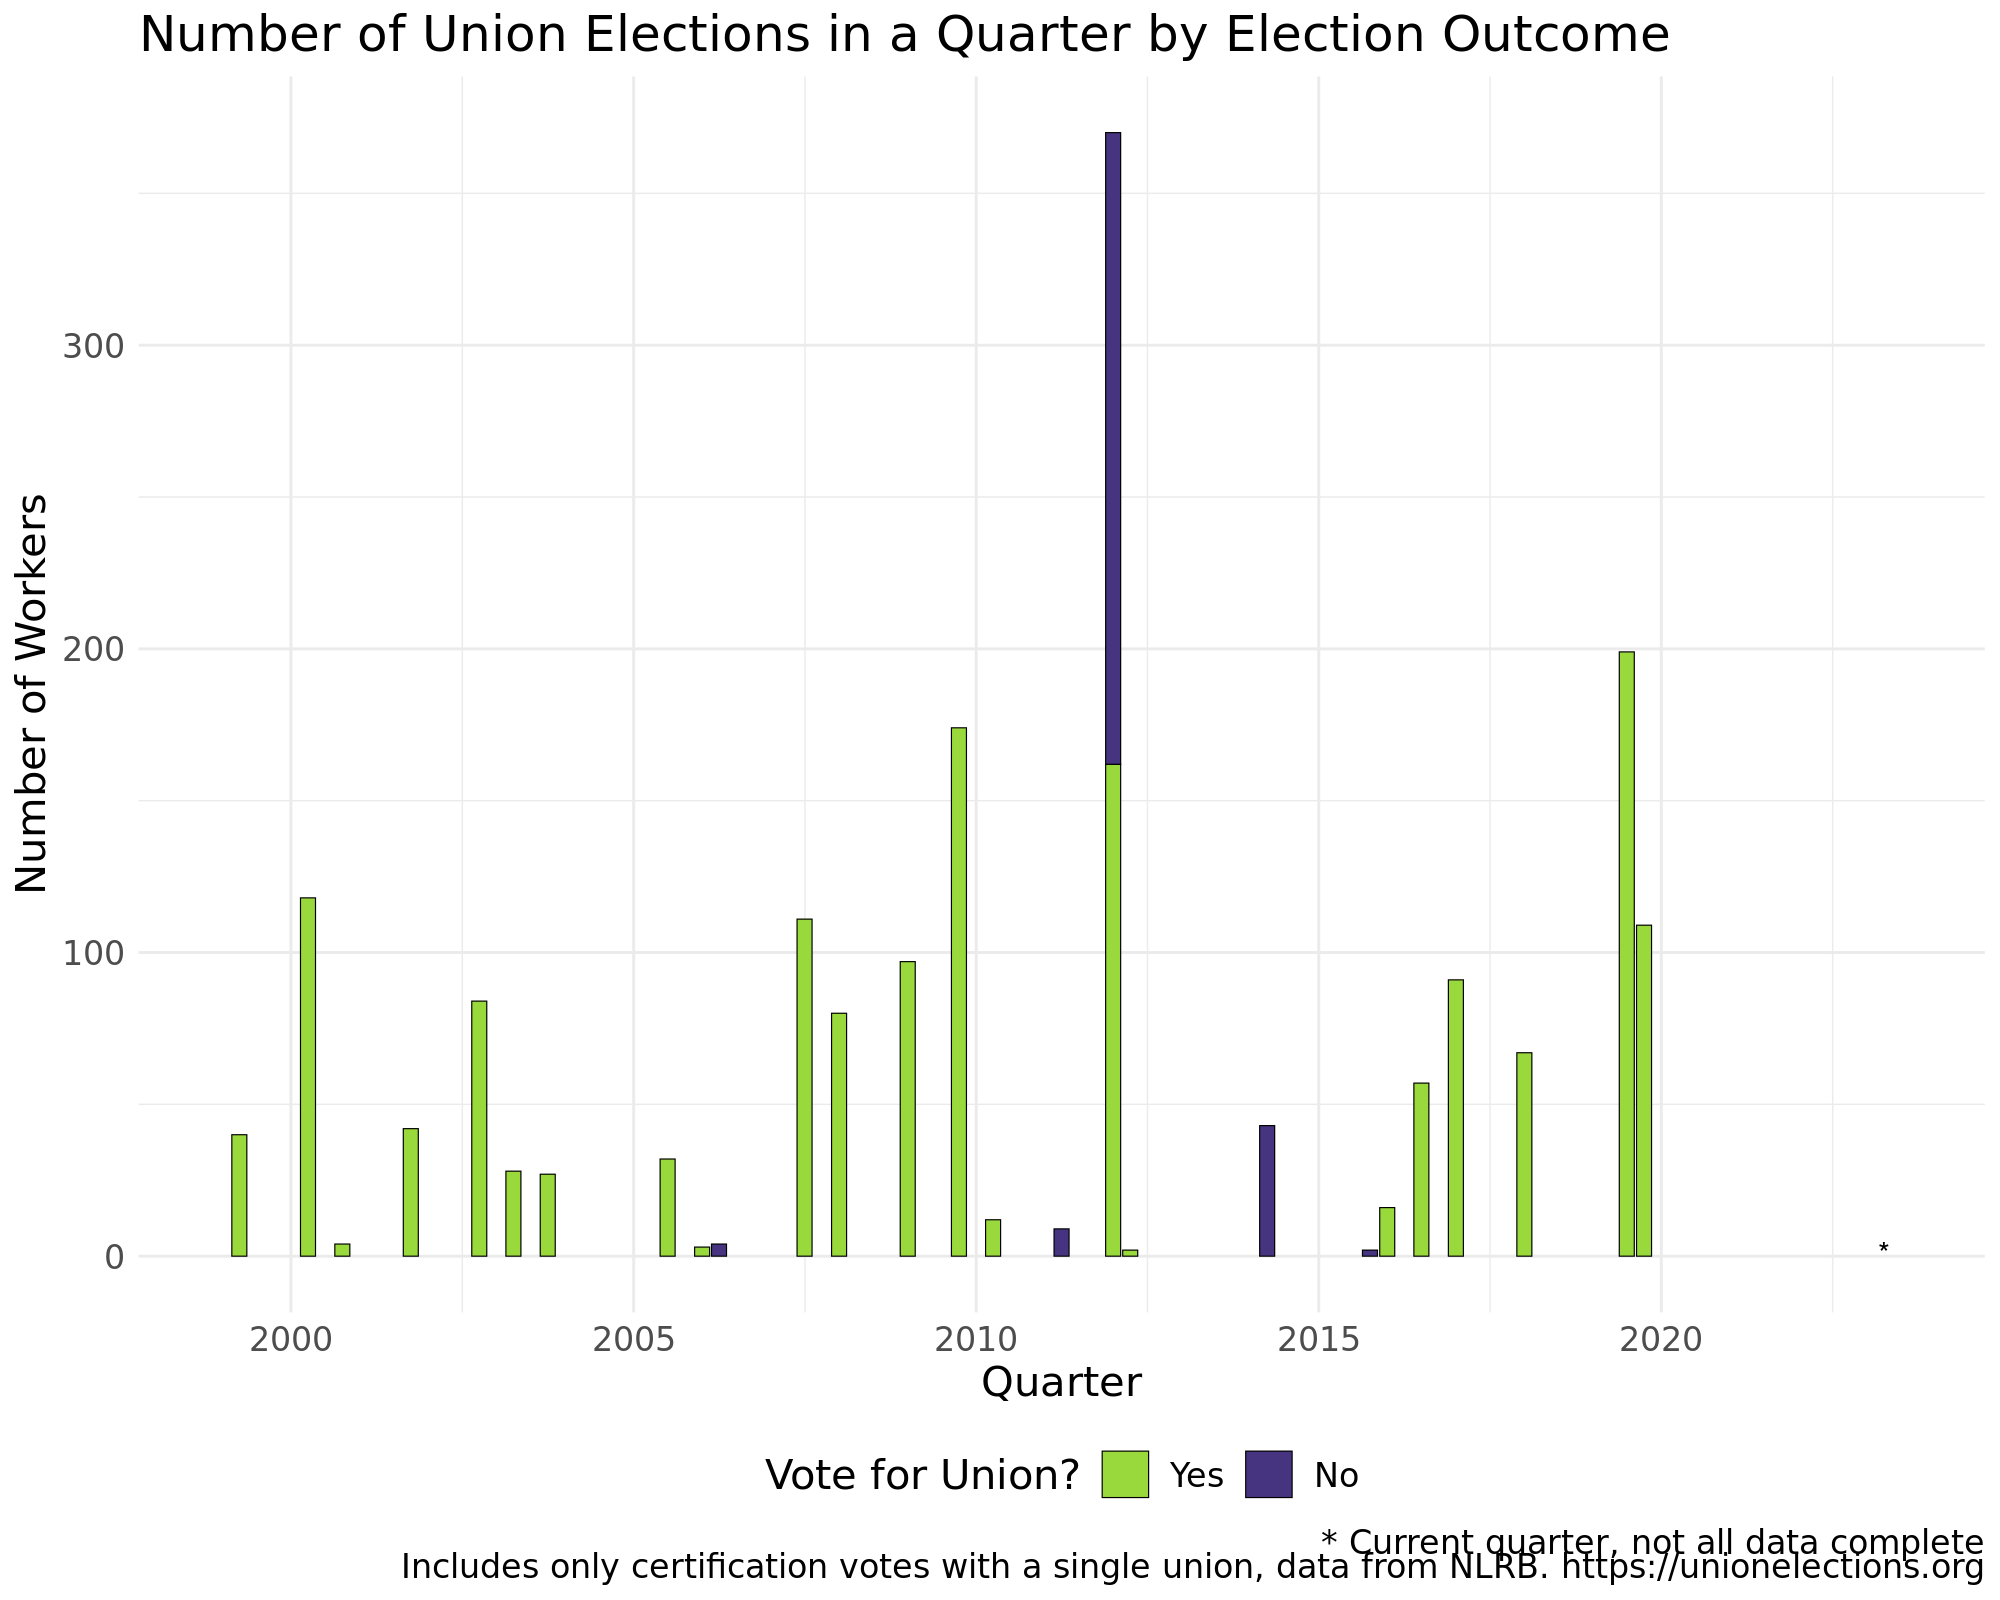 Number of Union Elections in a Quarter by Election Outcome
Number of Workers
300
200
100
0
*
2000 2005 2010 2015 2020
Quarter
Vote for Union? Yes No
* Current quarter, not all data complete
Includes only certification votes with a single union, data from NLRB. https://unionelections.org